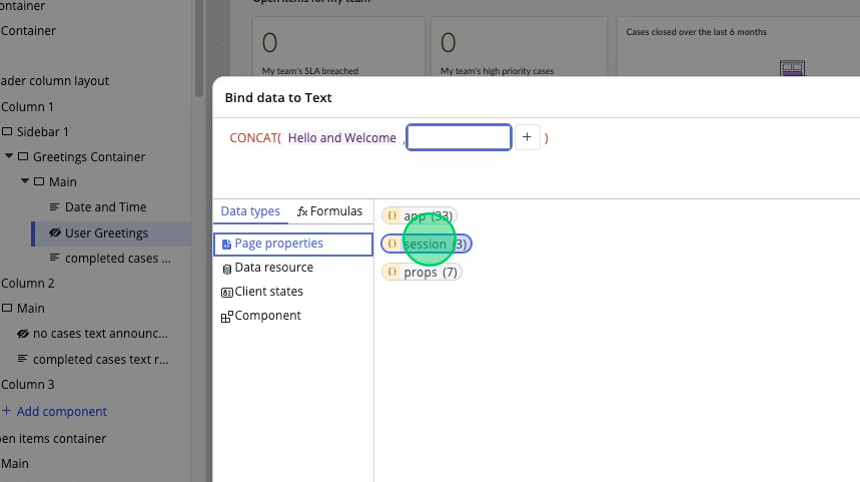 ontainer
Container
ader column layout
Column 1
Sidebar 1
Greetings Container
Main
Date and Time
User Greetings
completed cases ...
Column 2
Main
no cases text announc...
completed cases text r...
Column 3
+ Add component
en items container
Main
Open items for my team
0
My team's SLA breached
0
My team's high priority cases
Cases closed over the last 6 months
Bind data to Text
CONCAT( Hello and Welcome , + )
Data types
fx Formulas
Page properties
Data resource
Client states
Component
{} app (33)
{} session (3)
{} props (7)